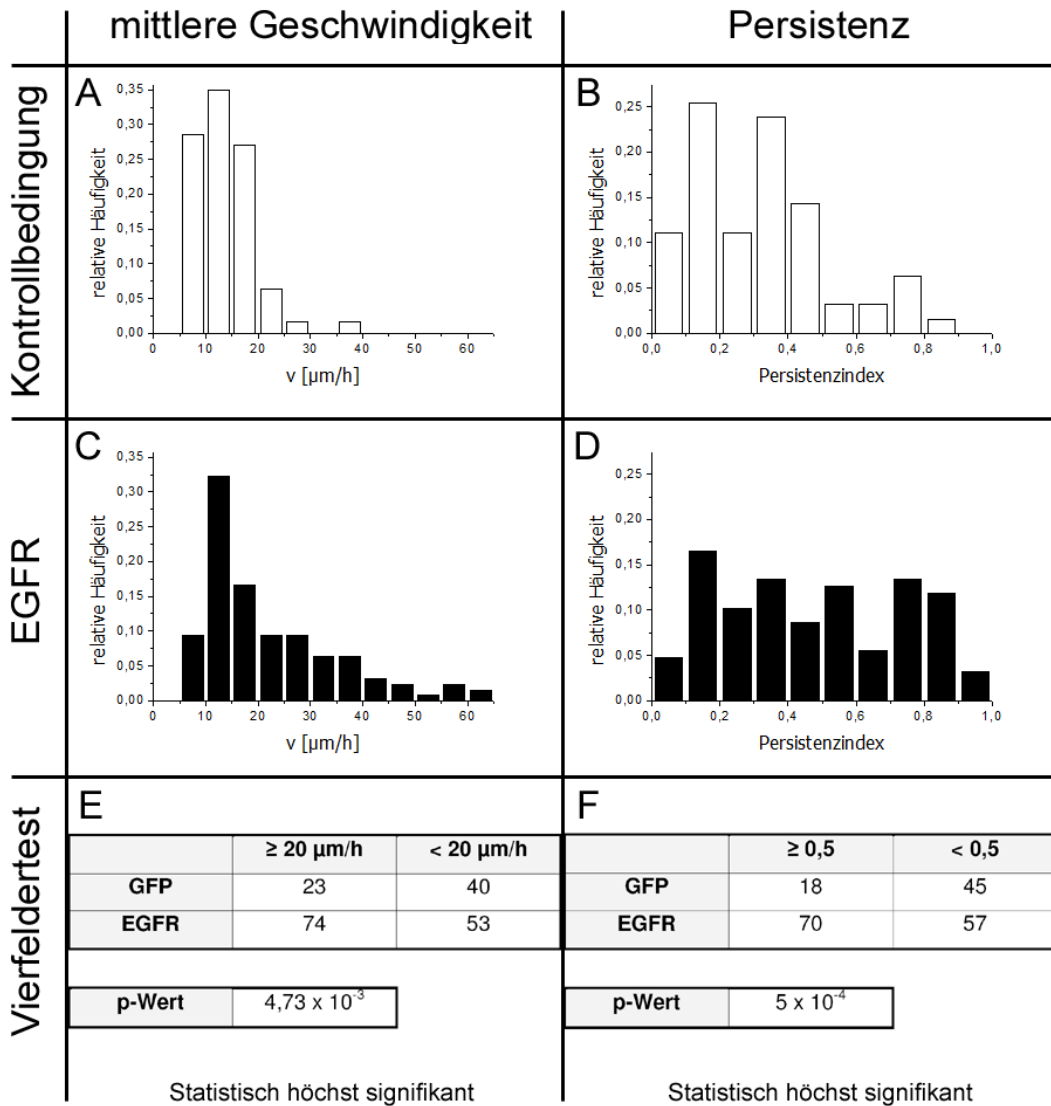 mittlere Geschwindigkeit
Persistenz
Kontrollbedingung
A
relative Häufigkeit
0,35
0,30
0,25
0,20
0,15
0,10
0,05
0,00
0 10 20 30 40 50 60
v [µm/h]
B
relative Häufigkeit
0,25
0,20
0,15
0,10
0,05
0,00
0,0 0,2 0,4 0,6 0,8 1,0
Persistenzindex
EGFR
C
relative Häufigkeit
0,35
0,30
0,25
0,20
0,15
0,10
0,05
0,00
0 10 20 30 40 50 60
v [µm/h]
D
relative Häufigkeit
0,25
0,20
0,15
0,10
0,05
0,00
0,0 0,2 0,4 0,6 0,8 1,0
Persistenzindex
Vierfeldertest
E
≥ 20 µm/h < 20 µm/h
GFP 23 40
EGFR 74 53
p-Wert 4,73 x 10⁻³
Statistisch höchst signifikant
F
≥ 0,5 < 0,5
GFP 18 45
EGFR 70 57
p-Wert 5 x 10⁻⁴
Statistisch höchst signifikant